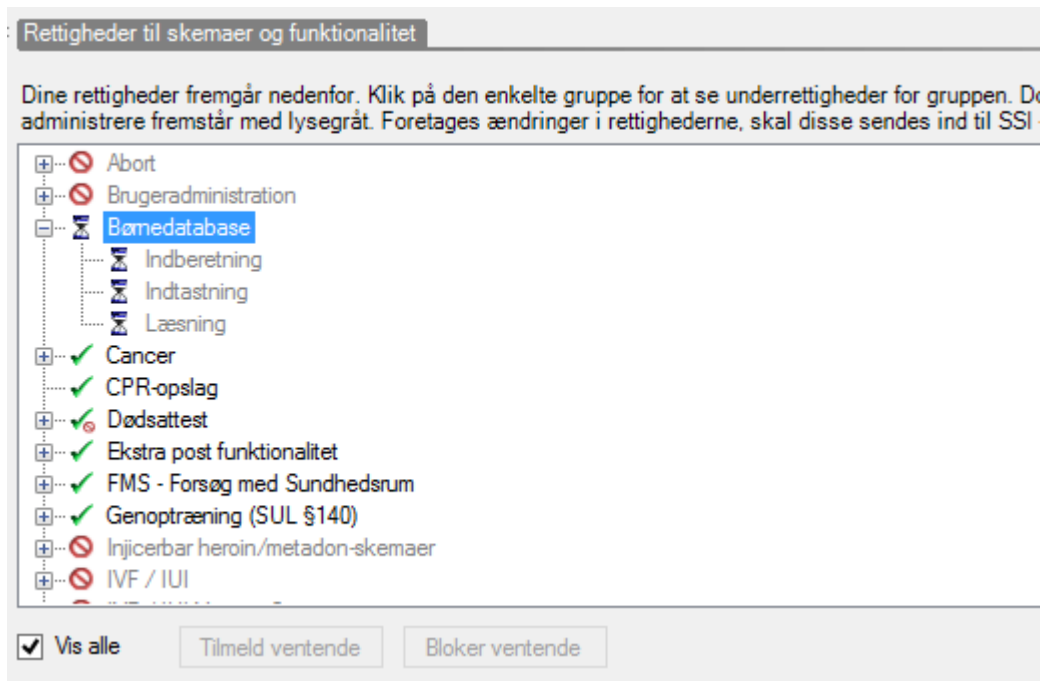 Rettigheder til skemaer og funktionalitet
Dine rettigheder fremgår nedenfor. Klik på den enkelte gruppe for at se underrettigheder for gruppen.
administrere fremstår med lysegråt. Foretages ændringer i rettighederne, skal disse sendes ind til SSI
Abort
Brugeradministration
Børnedatabase
Indberetning
Indtastning
Læsning
Cancer
CPR-opslag
Dødsattest
Ekstra post funktionalitet
FMS - Forsøg med Sundhedsrum
Genoptræning (SUL §140)
Injicerbar heroin/metadon-skemaer
IVF / IUI
Vis alle
Tilmeld ventende
Bloker ventende